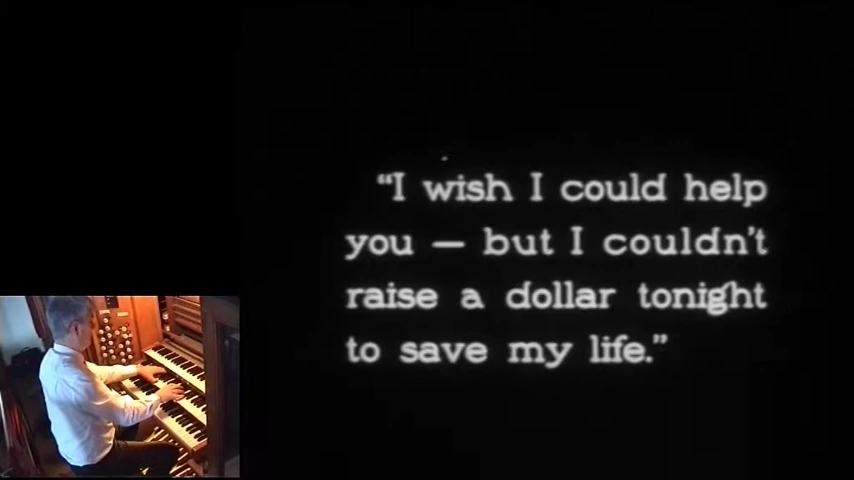 “I wish I could help
you — but I couldn’t
raise a dollar tonight
to save my life.”